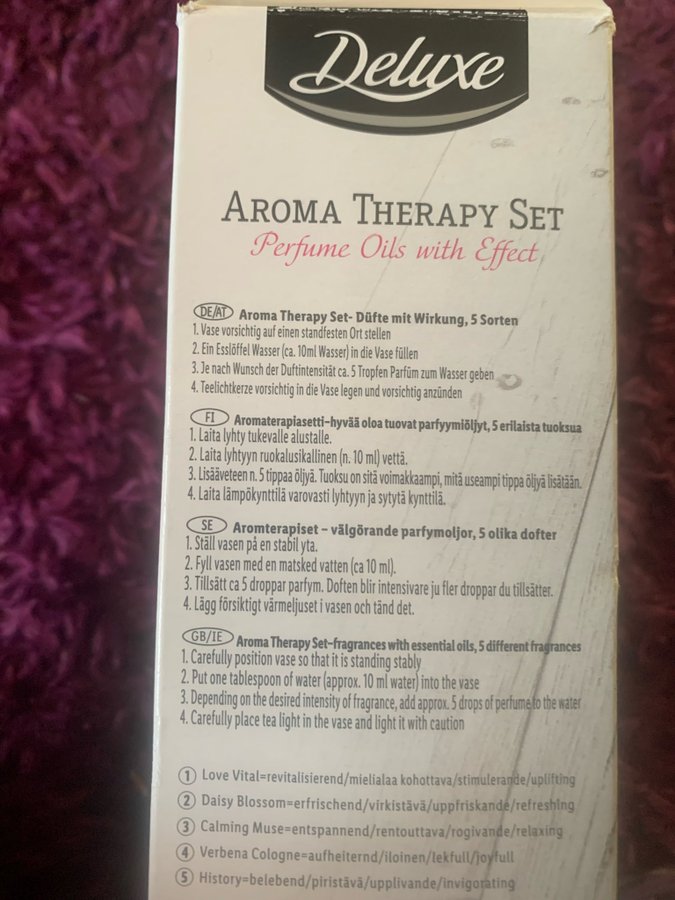 Deluxe
AROMA THERAPY SET
Perfume Oils with Effect
DE/AT Aroma Therapy Set- Düfte mit Wirkung, 5 Sorten
1. Vase vorsichtig auf einen standfesten Ort stellen
2. Ein Esslöffel Wasser (ca. 10ml Wasser) in die Vase füllen
3. Je nach Wunsch der Duftintensität ca. 5 Tropfen Parfüm zum Wasser geben
4. Teelichtkerze vorsichtig in die Vase legen und vorsichtig anzünden
FI Aromaterapiasetti-hyvää oloa tuovat parfyymiöljyt, 5 erilaista tuoksua
1. Laita lyhty tukevalle alustalle.
2. Laita lyhtyyn ruokalusikallinen (n. 10 ml) vettä.
3. Lisääveteen n. 5 tippaa öljyä. Tuoksu on sitä voimakkaampi, mitä useampi tippa öljyä lisätään.
4. Laita lämpökynttilä varovasti lyhtyyn ja sytytä kynttilä.
SE Aromterapiset - välgörande parfymoljor, 5 olika dofter
1. Ställ vasen på en stabil yta.
2. Fyll vasen med en matsked vatten (ca 10 ml).
3. Tillsätt ca 5 droppar parfym. Doften blir intensivare ju fler droppar du tillsätter.
4. Lägg försiktigt värmeljuset i vasen och tänd det.
GB/IE Aroma Therapy Set-fragrances with essential oils, 5 different fragrances
1. Carefully position vase so that it is standing stably
2. Put one tablespoon of water (approx. 10 ml water) into the vase
3. Depending on the desired intensity of fragrance, add approx. 5 drops of perfume to the water
4. Carefully place tea light in the vase and light it with caution
1 Love Vital=revitalisierend/mielialaa kohottava/stimulerande/uplifting
2 Daisy Blossom=erfrischend/virkistävä/uppfriskande/refreshing
3 Calming Muse=entspannend/rentouttava/rogivande/relaxing
4 Verbena Cologne=aufheiternd/iloinen/lekfull/joyfull
5 History=belebend/piristävä/upplivande/invigorating